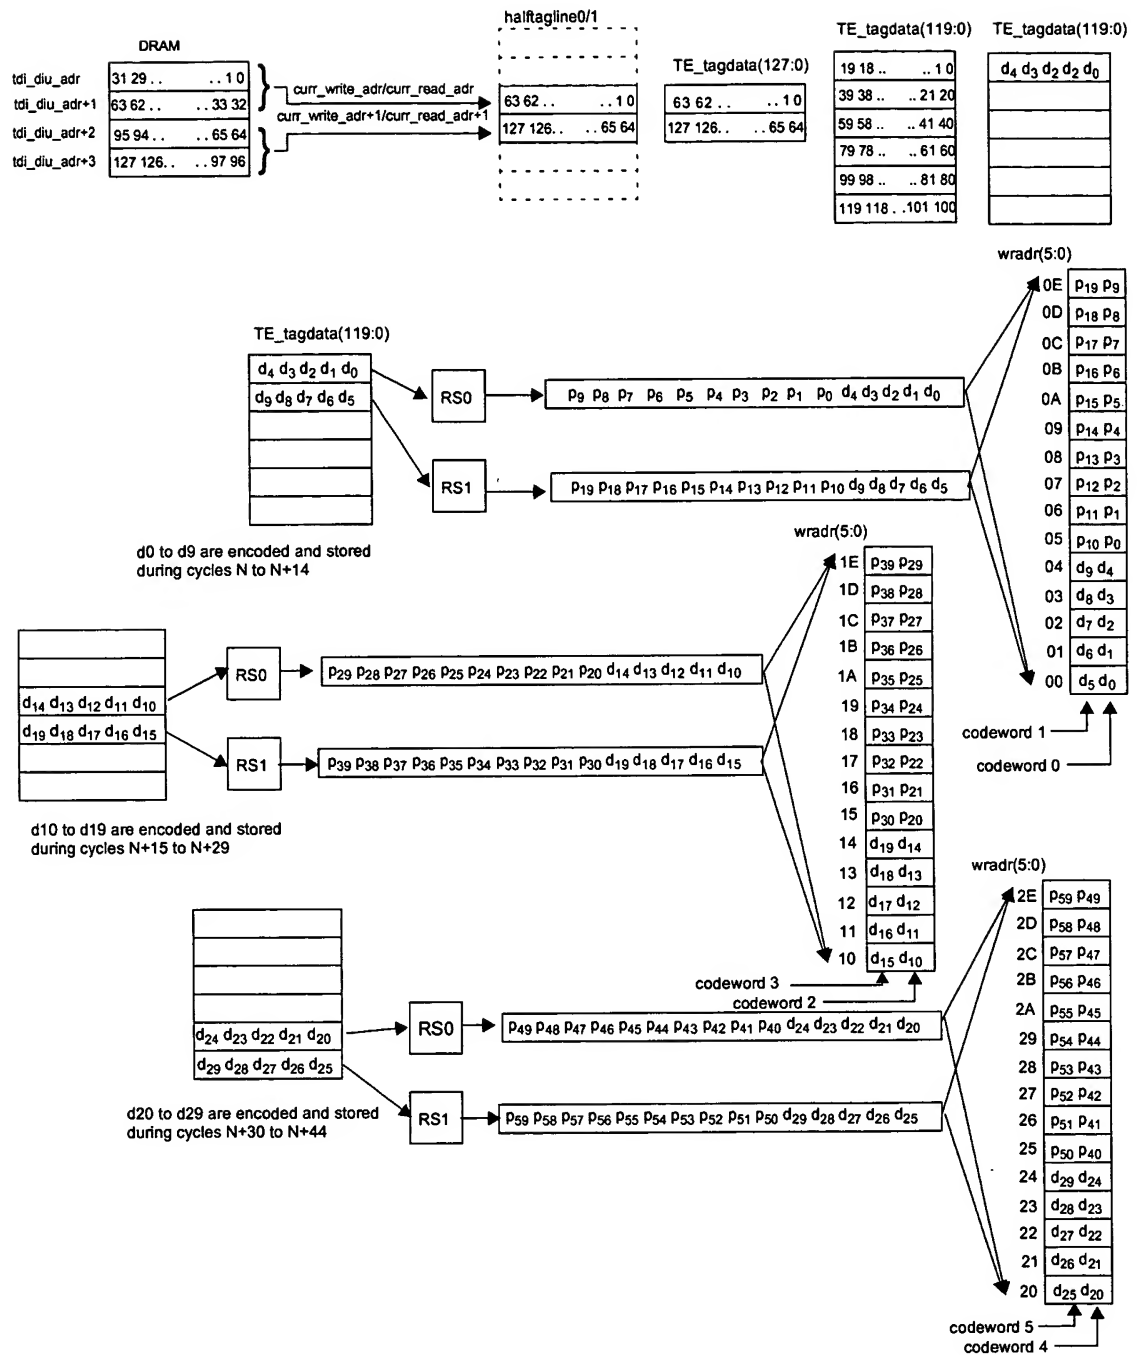 halftagline0/1
DRAM
tdi_diu_adr
31 29 . . . . 1 0
tdi_diu_adr+1
63 62 . . . . 33 32
tdi_diu_adr+2
95 94 . . . . 65 64
tdi_diu_adr+3
127 126. . . . 97 96
curr_write_adr/curr_read_adr
curr_write_adr+1/curr_read_adr+1
63 62 . . . . 1 0
127 126. . . . 65 64
TE_tagdata(127:0)
63 62 . . . . 1 0
127 126. . . . 65 64
TE_tagdata(119:0)
19 18 .. .. 1 0
39 38 .. .. 21 20
59 58 .. .. 41 40
79 78 .. .. 61 60
99 98 .. .. 81 80
119 118 . . 101 100
TE_tagdata(119:0)
d4 d3 d2 d2 d0
TE_tagdata(119:0)
d4 d3 d2 d1 d0
d9 d8 d7 d6 d5
RS0
RS1
p9 p8 p7 p6 p5 p4 p3 p2 p1 p0 d4 d3 d2 d1 d0
p19 p18 p17 p16 p15 p14 p13 p12 p11 p10 d9 d8 d7 d6 d5
d0 to d9 are encoded and stored
during cycles N to N+14
wradr(5:0)
0E p19 p9
0D p18 p8
0C p17 p7
0B p16 p6
0A p15 p5
09 p14 p4
08 p13 p3
07 p12 p2
06 p11 p1
05 p10 p0
04 d9 d4
03 d8 d3
02 d7 d2
01 d6 d1
00 d5 d0
codeword 1
codeword 0
d14 d13 d12 d11 d10
d19 d18 d17 d16 d15
RS0
RS1
p29 p28 p27 p26 p25 p24 p23 p22 p21 p20 d14 d13 d12 d11 d10
p39 p38 p37 p36 p35 p34 p33 p32 p31 p30 d19 d18 d17 d16 d15
d10 to d19 are encoded and stored
during cycles N+15 to N+29
wradr(5:0)
1E p39 p29
1D p38 p28
1C p37 p27
1B p36 p26
1A p35 p25
19 p34 p24
18 p33 p23
17 p32 p22
16 p31 p21
15 p30 p20
14 d19 d14
13 d18 d13
12 d17 d12
11 d16 d11
10 d15 d10
codeword 3
codeword 2
d24 d23 d22 d21 d20
d29 d28 d27 d26 d25
RS0
RS1
p49 p48 p47 p46 p45 p44 p43 p42 p41 p40 d24 d23 d22 d21 d20
p59 p58 p57 p56 p55 p54 p53 p52 p51 p50 d29 d28 d27 d26 d25
d20 to d29 are encoded and stored
during cycles N+30 to N+44
wradr(5:0)
2E p59 p49
2D p58 p48
2C p57 p47
2B p56 p46
2A p55 p45
29 p54 p44
28 p53 p43
27 p52 p42
26 p51 p41
25 p50 p40
24 d29 d24
23 d28 d23
22 d27 d22
21 d26 d21
20 d25 d20
codeword 5
codeword 4